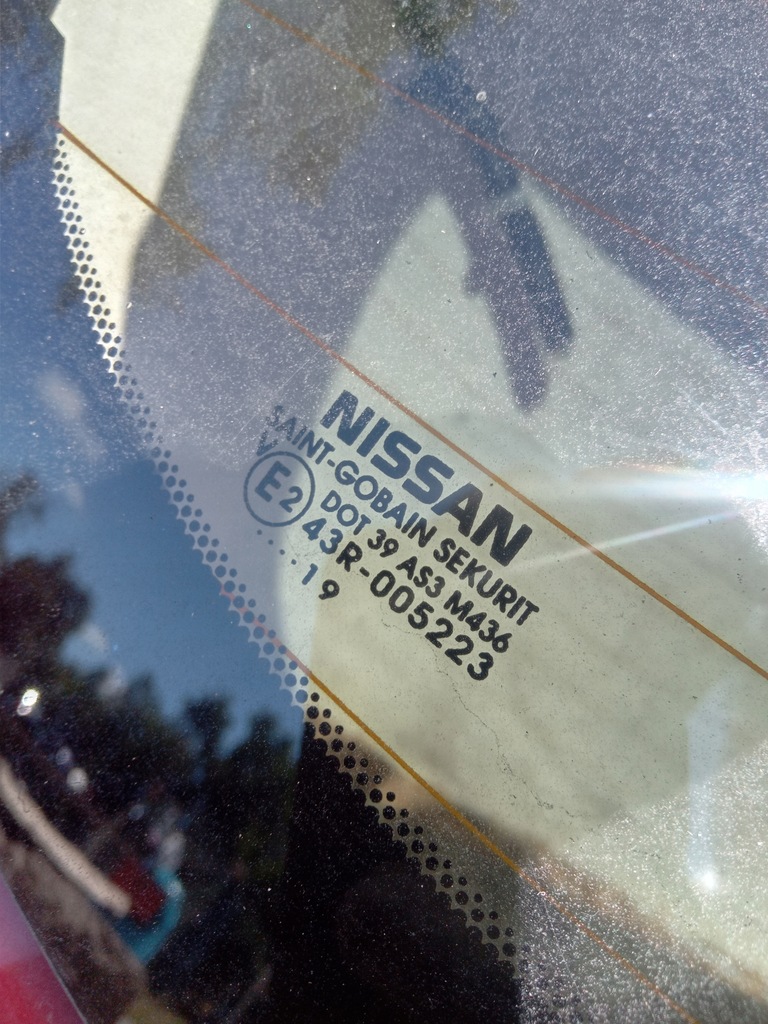 NISSAN
SAINT-GOBAIN SEKURIT
V
E2
DOT 39 AS3 M436
43R-005223
....19